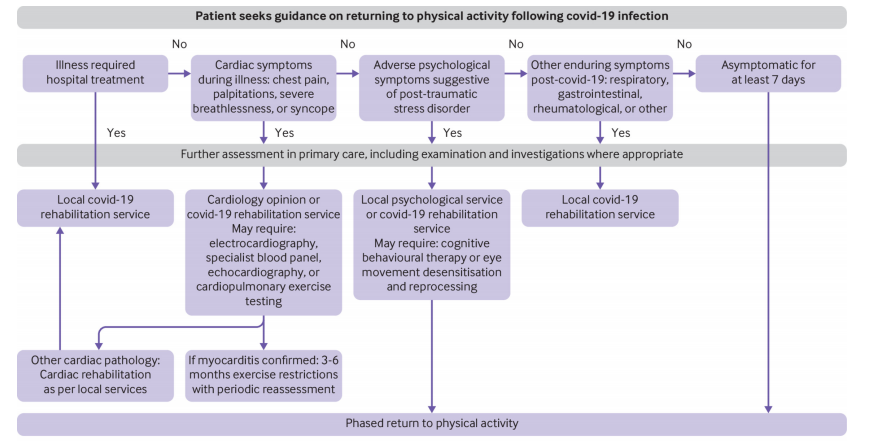 Patient seeks guidance on returning to physical activity following covid-19 infection
No
No
No
No
Illness required
hospital treatment
Cardiac symptoms
during illness: chest pain,
palpitations, severe
breathlessness, or syncope
Adverse psychological
symptoms suggestive
of post-traumatic
stress disorder
Other enduring symptoms
post-covid-19: respiratory,
gastrointestinal,
rheumatological, or other
Asymptomatic for
at least 7 days
Yes
Yes
Yes
Yes
Further assessment in primary care, including examination and investigations where appropriate
Local covid-19
rehabilitation service
Cardiology opinion or
covid-19 rehabilitation service
May require:
electrocardiography,
specialist blood panel,
echocardiography, or
cardiopulmonary exercise
testing
Local psychological service
or covid-19 rehabilitation
service
May require: cognitive
behavioural therapy or eye
movement desensitisation
and reprocessing
Local covid-19
rehabilitation service
Other cardiac pathology:
Cardiac rehabilitation
as per local services
If myocarditis confirmed: 3-6
months exercise restrictions
with periodic reassessment
Phased return to physical activity